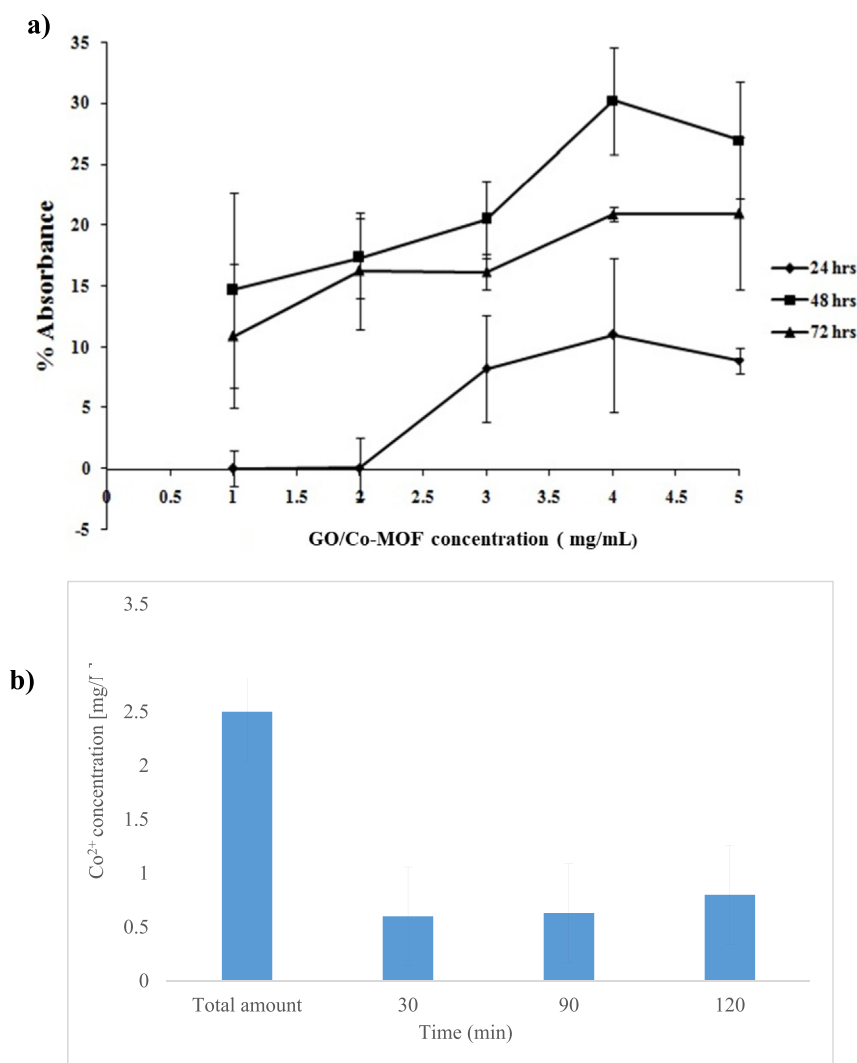 a)
35
30
25
20
15
10
5
0
-5
% Absorbance
0 0.5 1 1.5 2 2.5 3 3.5 4 4.5 5
GO/Co-MOF concentration ( mg/mL)
24 hrs
48 hrs
72 hrs
b)
3.5
2.5
2
1.5
1
0.5
0
Co²⁺ concentration
Total amount 30 90 120
Time (min)